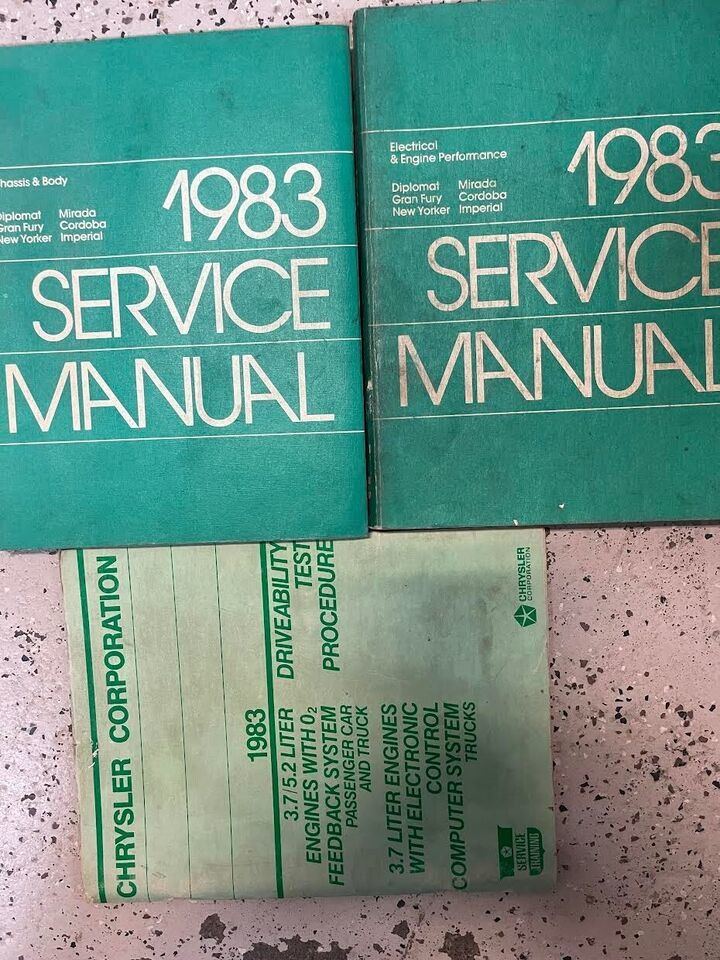 hassis & Body
Diplomat Mirada
Gran Fury Cordoba
New Yorker Imperial
1983
SERVICE
MANUAL
Electrical
& Engine Performance
Diplomat Mirada
Gran Fury Cordoba
New Yorker Imperial
1983
SERVICE
MANUAL
CHRYSLER CORPORATION
1983
DRIVEABILITY
TEST
PROCEDURE
3.7/5.2 LITER
ENGINES WITH O2
FEEDBACK SYSTEM
PASSENGER CAR
AND TRUCK
3.7 LITER ENGINES
WITH ELECTRONIC
CONTROL
COMPUTER SYSTEM
TRUCKS
CHRYSLER
CORPORATION
SERVICE
TRAINING